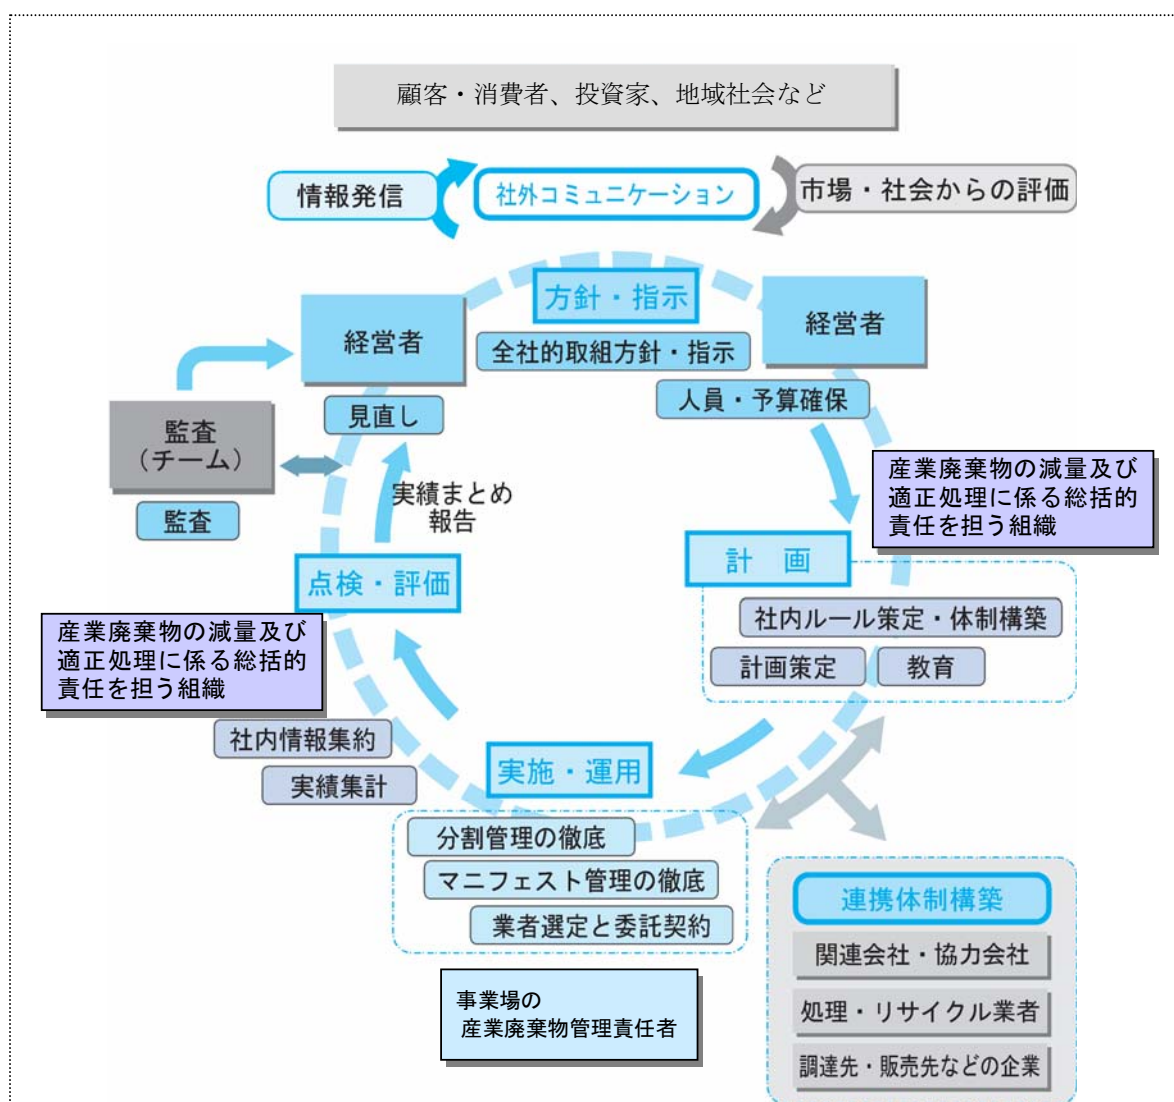 顧客・消費者、投資家、地域社会など
情報発信
社外コミュニケーション
市場・社会からの評価
方針・指示
経営者
経営者
全社的取組方針・指示
人員・予算確保
見直し
監査
（チーム）
監査
実績まとめ
報告
産業廃棄物の減量及び
適正処理に係る総括的
責任を担う組織
計 画
点検・評価
社内ルール策定・体制構築
計画策定
教育
産業廃棄物の減量及び
適正処理に係る総括的
責任を担う組織
社内情報集約
実績集計
実施・運用
分割管理の徹底
マニフェスト管理の徹底
業者選定と委託契約
事業場の
産業廃棄物管理責任者
連携体制構築
関連会社・協力会社
処理・リサイクル業者
調達先・販売先などの企業